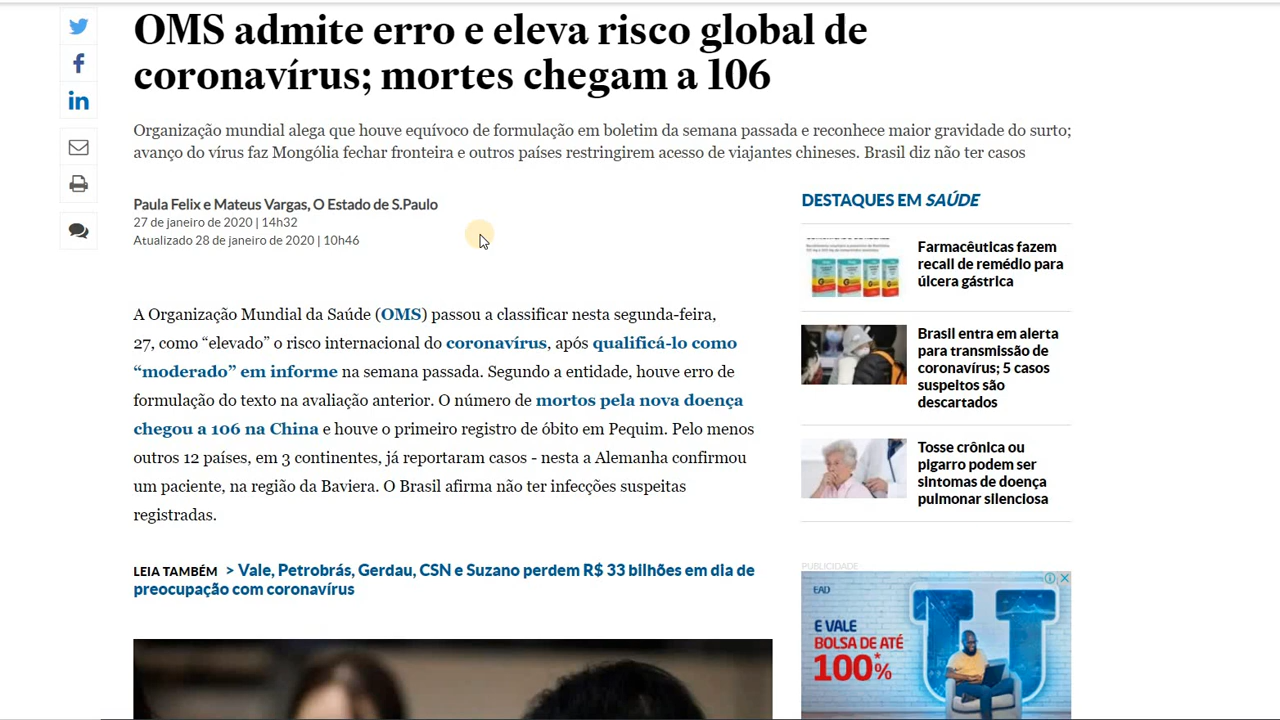 OMS admite erro e eleva risco global de
coronavírus; mortes chegam a 106
Organização mundial alega que houve equívoco de formulação em boletim da semana passada e reconhece maior gravidade do surto;
avanço do vírus faz Mongólia fechar fronteira e outros países restringirem acesso de viajantes chineses. Brasil diz não ter casos
Paula Felix e Mateus Vargas, O Estado de S.Paulo
27 de janeiro de 2020 | 14h32
Atualizado 28 de janeiro de 2020 | 10h46
A Organização Mundial da Saúde (OMS) passou a classificar nesta segunda-feira,
27, como “elevado” o risco internacional do coronavírus, após qualificá-lo como
“moderado” em informe na semana passada. Segundo a entidade, houve erro de
formulação do texto na avaliação anterior. O número de mortos pela nova doença
chegou a 106 na China e houve o primeiro registro de óbito em Pequim. Pelo menos
outros 12 países, em 3 continentes, já reportaram casos - nesta a Alemanha confirmou
um paciente, na região da Baviera. O Brasil afirma não ter infecções suspeitas
registradas.
LEIA TAMBÉM > Vale, Petrobrás, Gerdau, CSN e Suzano perdem R$ 33 bilhões em dia de
preocupação com coronavírus
DESTAQUES EM SAÚDE
Farmacêuticas fazem
recall de remédio para
úlcera gástrica
Brasil entra em alerta
para transmissão de
coronavírus; 5 casos
suspeitos são
descartados
Tosse crônica ou
pigarro podem ser
sintomas de doença
pulmonar silenciosa
PUBLICIDADE
EAD
E VALE
BOLSA DE ATÉ
100%*